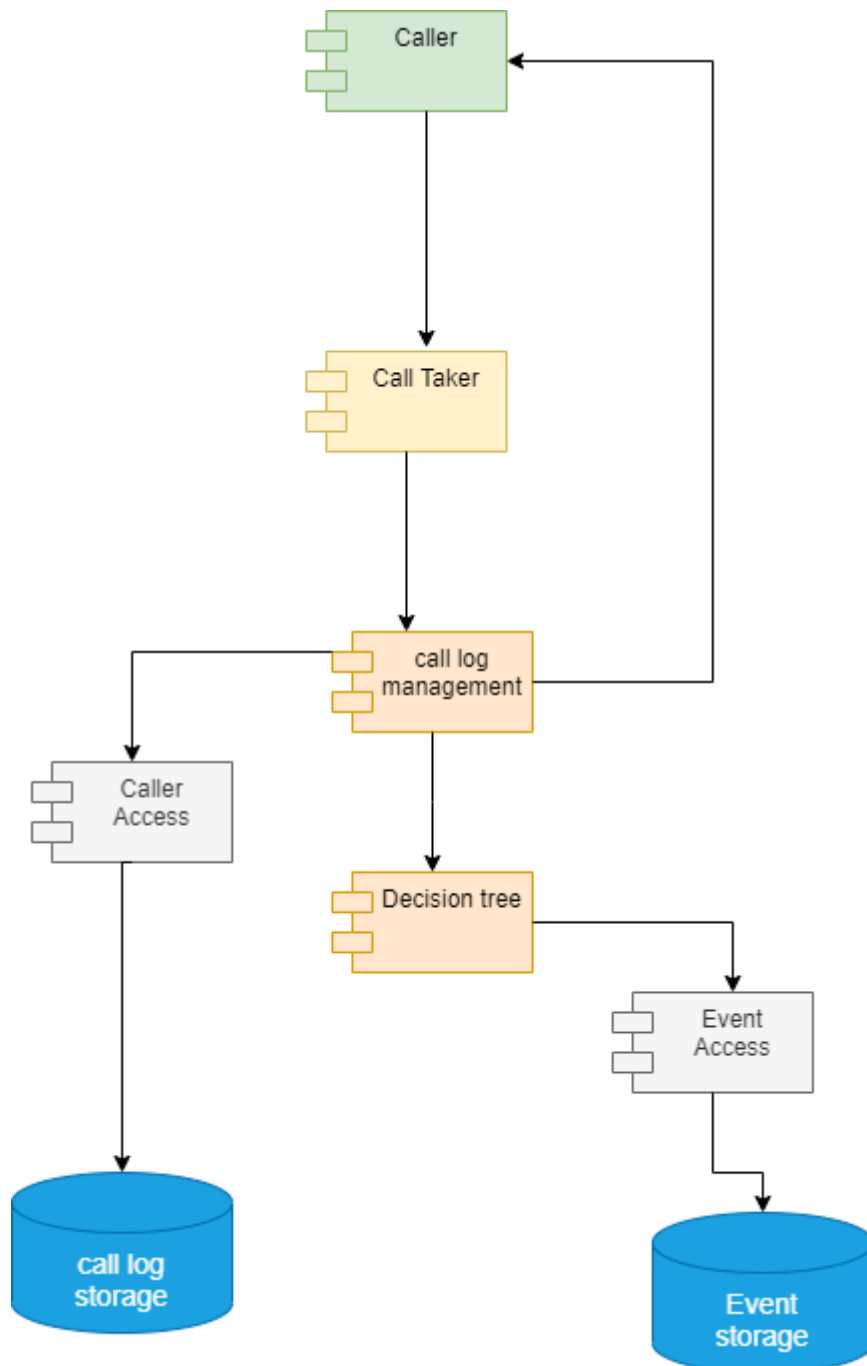 Caller
Call Taker
call log
management
Caller
Access
Decision tree
Event
Access
call log
storage
Event
storage